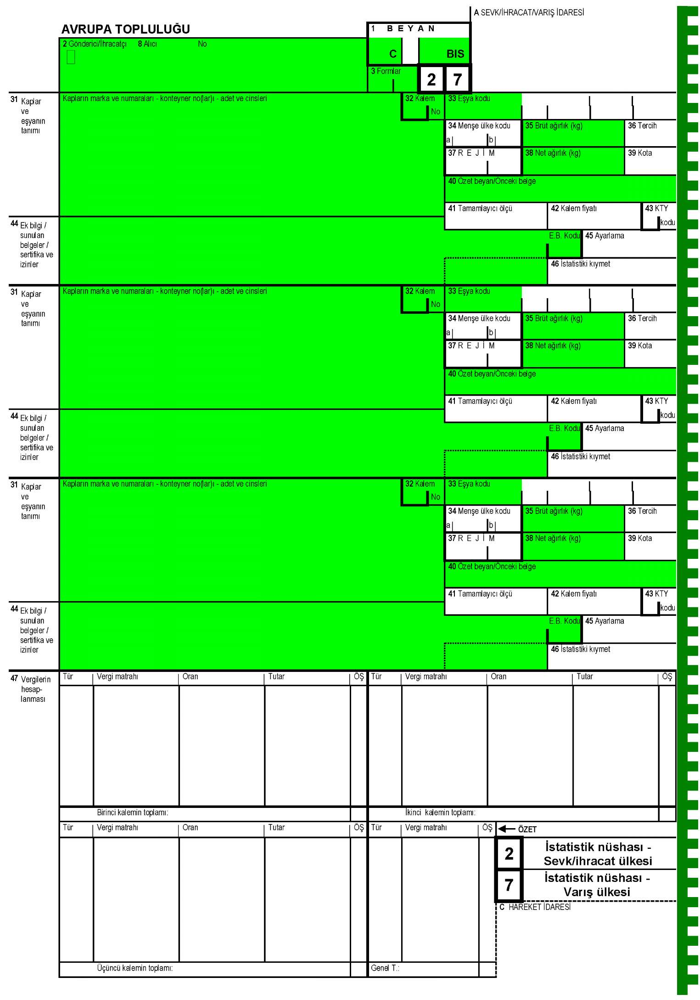 A SEVK/İHRACAT/VARIŞ İDARESİ
AVRUPA TOPLULUĞU
1 B E Y A N
2 Gönderici/İhracatçı 8 Alıcı No
C BIS
3 Formlar
2 7
31 Kaplar ve eşyanın tanımı
Kapların marka ve numaraları - konteyner no(lar)ı - adet ve cinsleri
32 Kalem No
33 Eşya kodu
34 Menşe ülke kodu
a| b|
35 Brüt ağırlık (kg)
36 Tercih
37 R E J İ M
38 Net ağırlık (kg)
39 Kota
40 Özet beyan/Önceki belge
41 Tamamlayıcı ölçü
42 Kalem fiyatı
43 KTY kodu
44 Ek bilgi / sunulan belgeler / sertifika ve izinler
E.B. Kodu
45 Ayarlama
46 İstatistiki kıymet
31 Kaplar ve eşyanın tanımı
Kapların marka ve numaraları - konteyner no(lar)ı - adet ve cinsleri
32 Kalem No
33 Eşya kodu
34 Menşe ülke kodu
a| b|
35 Brüt ağırlık (kg)
36 Tercih
37 R E J İ M
38 Net ağırlık (kg)
39 Kota
40 Özet beyan/Önceki belge
41 Tamamlayıcı ölçü
42 Kalem fiyatı
43 KTY kodu
44 Ek bilgi / sunulan belgeler / sertifika ve izinler
E.B. Kodu
45 Ayarlama
46 İstatistiki kıymet
31 Kaplar ve eşyanın tanımı
Kapların marka ve numaraları - konteyner no(lar)ı - adet ve cinsleri
32 Kalem No
33 Eşya kodu
34 Menşe ülke kodu
a| b|
35 Brüt ağırlık (kg)
36 Tercih
37 R E J İ M
38 Net ağırlık (kg)
39 Kota
40 Özet beyan/Önceki belge
41 Tamamlayıcı ölçü
42 Kalem fiyatı
43 KTY kodu
44 Ek bilgi / sunulan belgeler / sertifika ve izinler
E.B. Kodu
45 Ayarlama
46 İstatistiki kıymet
47 Vergilerin hesap-lanması
Tür Vergi matrahı Oran Tutar ÖŞ Tür Vergi matrahı Oran Tutar ÖŞ
Birinci kalemin toplamı: İkinci kalemin toplamı:
Tür Vergi matrahı Oran Tutar ÖŞ Tür Vergi matrahı ÖŞ ÖZET
2 İstatistik nüshası -
Sevk/ihracat ülkesi
7 İstatistik nüshası -
Varış ülkesi
C HAREKET İDARESİ
Üçüncü kalemin toplamı: Genel T.: